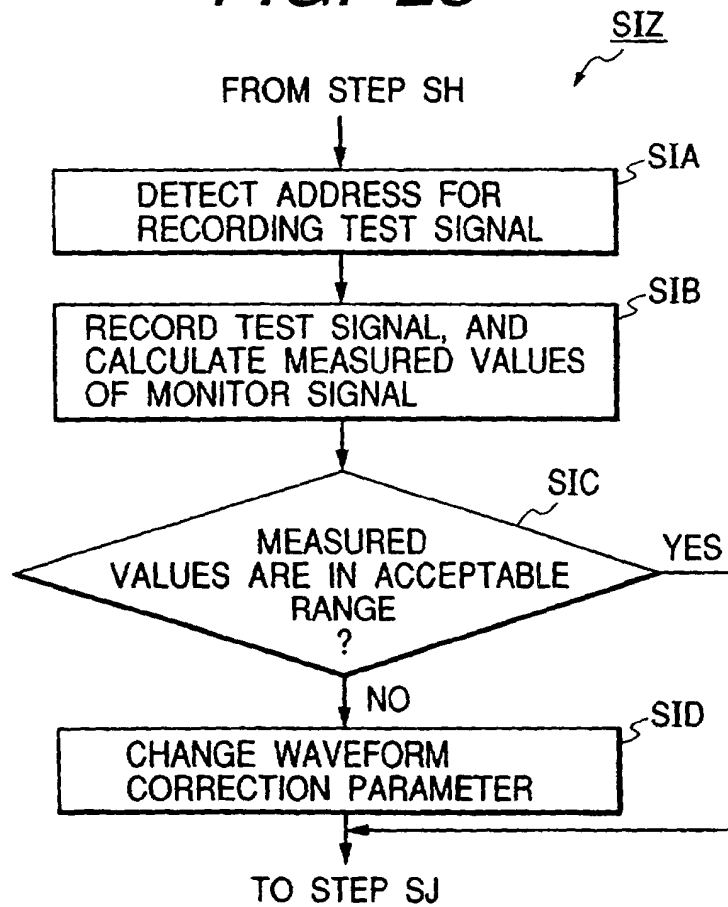 SIZ
FROM STEP SH
SIA
DETECT ADDRESS FOR
RECORDING TEST SIGNAL
SIB
RECORD TEST SIGNAL, AND
CALCULATE MEASURED VALUES
OF MONITOR SIGNAL
SIC
MEASURED
VALUES ARE IN ACCEPTABLE
RANGE
?
YES
NO
SID
CHANGE WAVEFORM
CORRECTION PARAMETER
TO STEP SJ